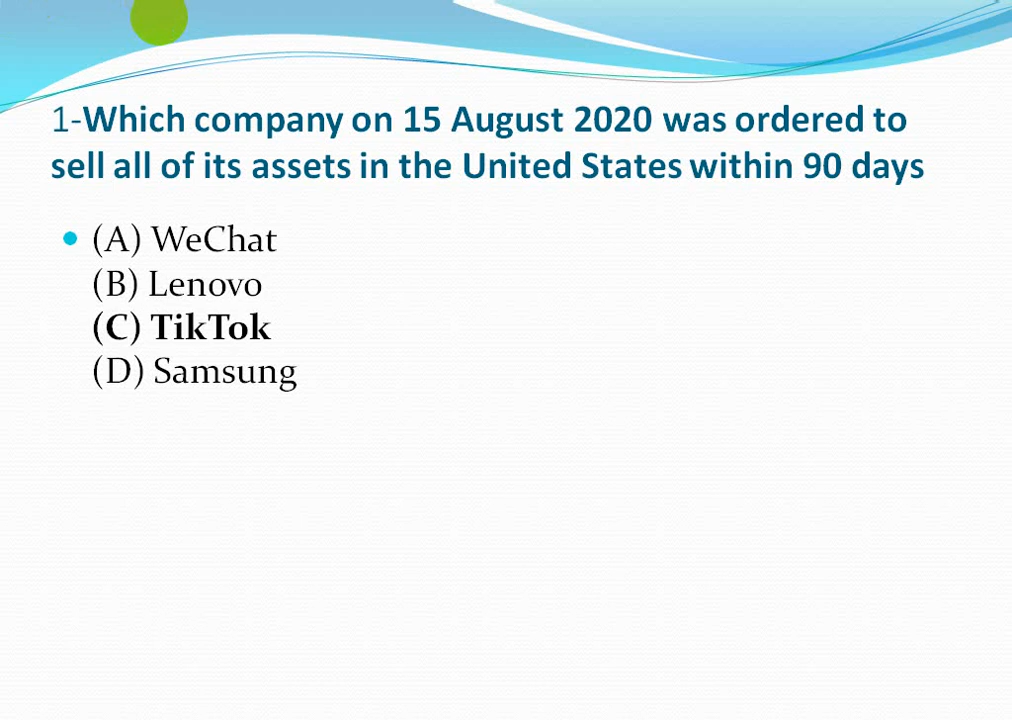 1-Which company on 15 August 2020 was ordered to
sell all of its assets in the United States within 90 days
(A) WeChat
(B) Lenovo
(C) TikTok
(D) Samsung